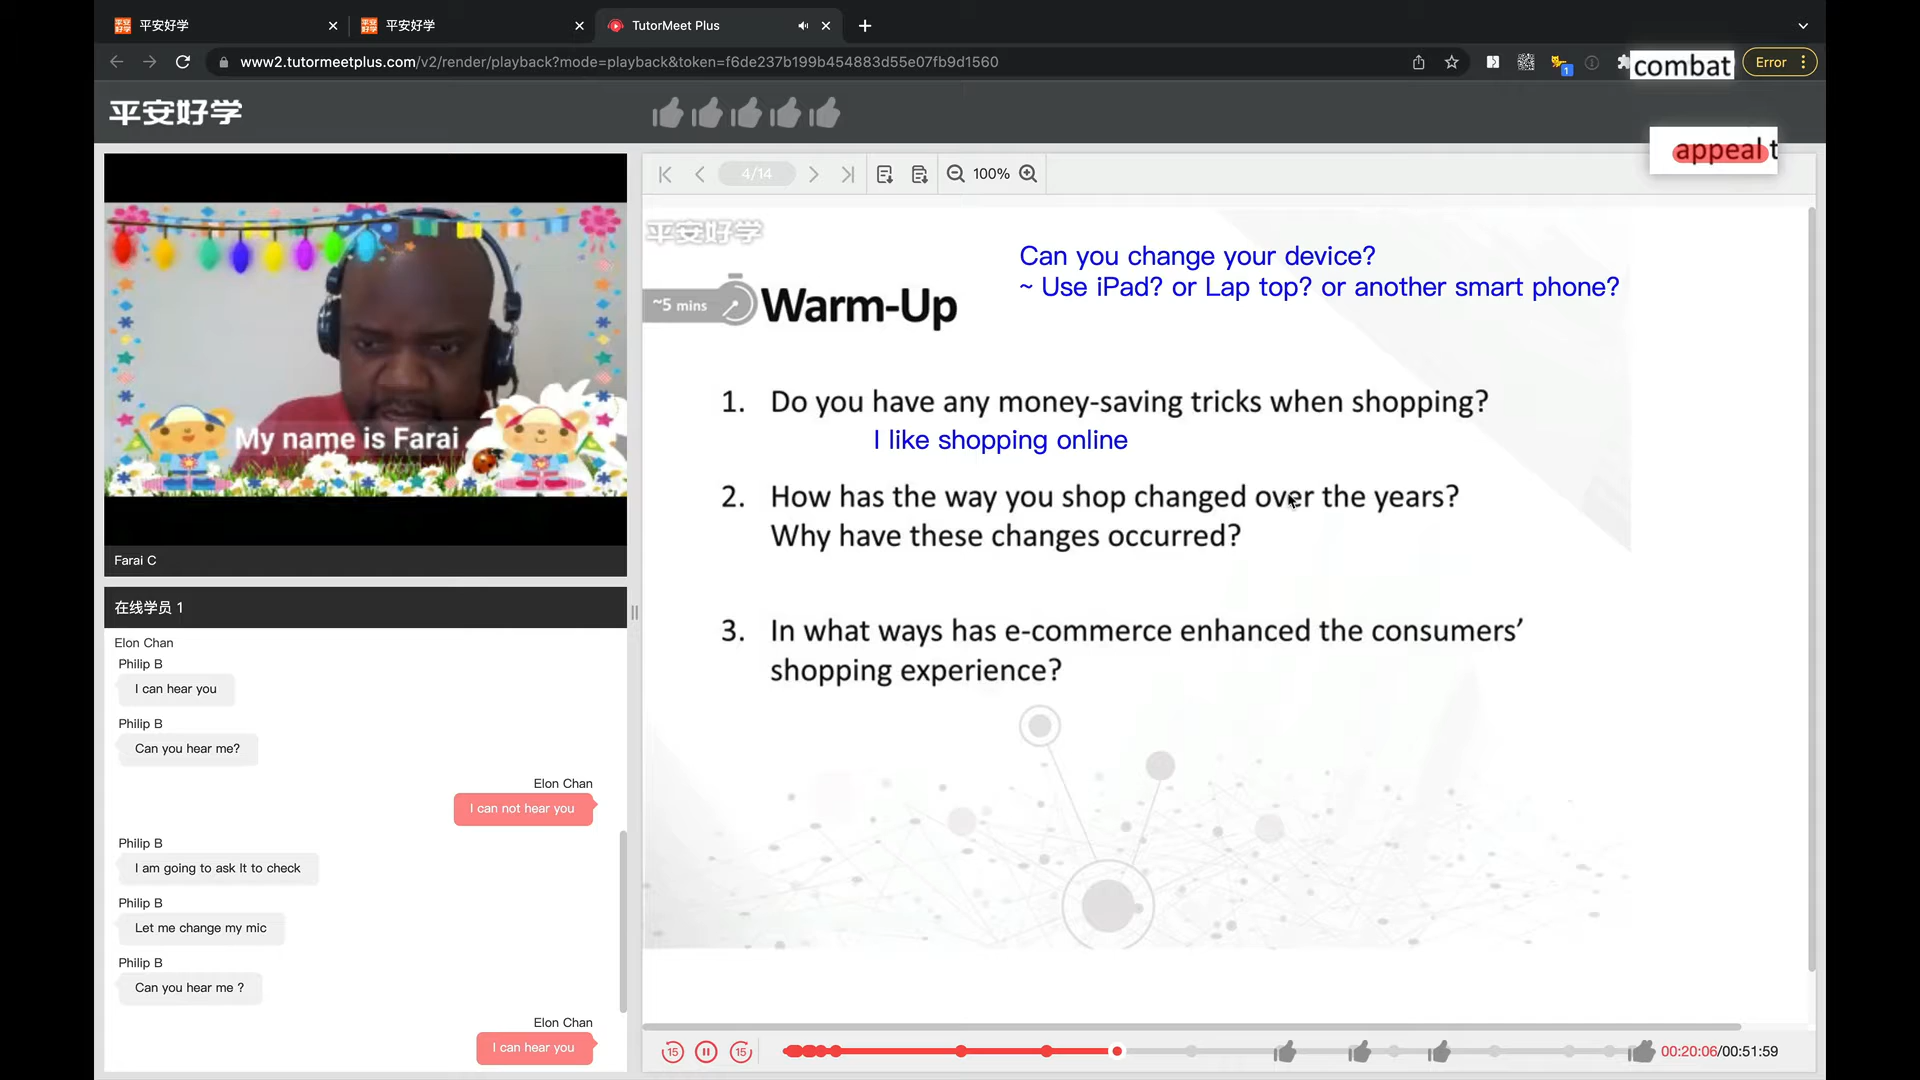 平安好学
平安好学
TutorMeet Plus
www2.tutormeetplus.com/v2/render/playback?mode=playback&token=f6de237b199b454883d55e07fb9d1560
1
combat
Error
平安好学
appeal t
4/14
100%
平安好学
Can you change your device?
~ Use iPad? or Lap top? or another smart phone?
~5 mins
Warm-Up
1. Do you have any money-saving tricks when shopping?
I like shopping online
2. How has the way you shop changed over the years?
Why have these changes occurred?
3. In what ways has e-commerce enhanced the consumers’
shopping experience?
My name is Farai
Farai C
在线学员 1
Elon Chan
Philip B
I can hear you
Philip B
Can you hear me?
Elon Chan
I can not hear you
Philip B
I am going to ask It to check
Philip B
Let me change my mic
Philip B
Can you hear me ?
Elon Chan
I can hear you
15
15
00:20:06/00:51:59